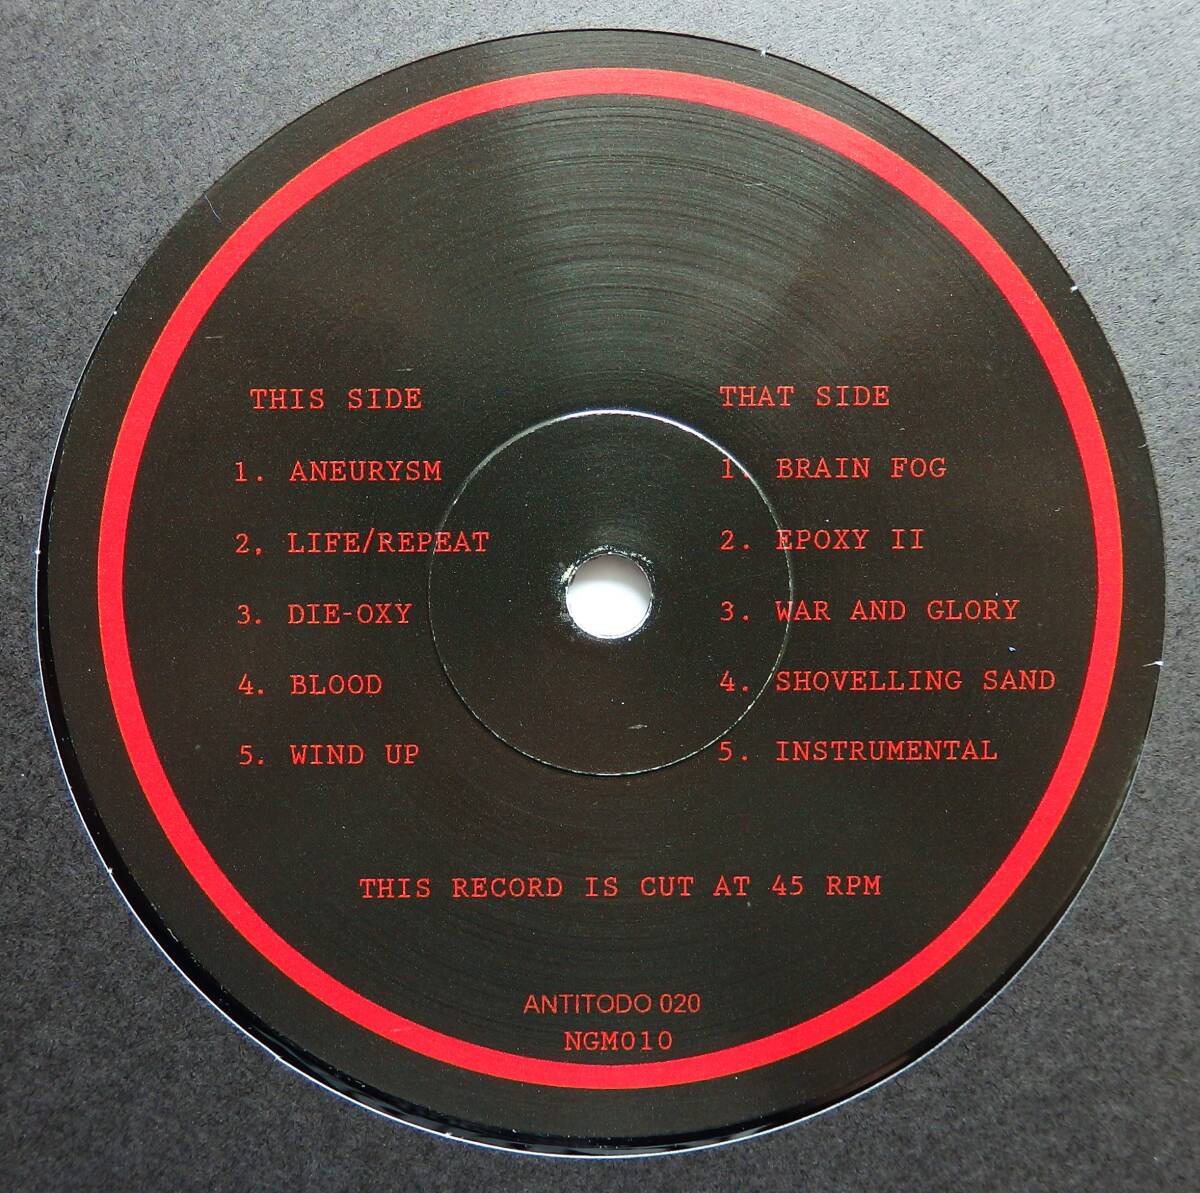 THIS SIDE
1. ANEURYSM
2, LIFE/REPEAT
3. DIE-OXY
4. BLOOD
5. WIND UP
THAT SIDE
1. BRAIN FOG
2. EPOXY II
3. WAR AND GLORY
4. SHOVELLING SAND
5. INSTRUMENTAL
THIS RECORD IS CUT AT 45 RPM
ANTITODO 020
NGM010